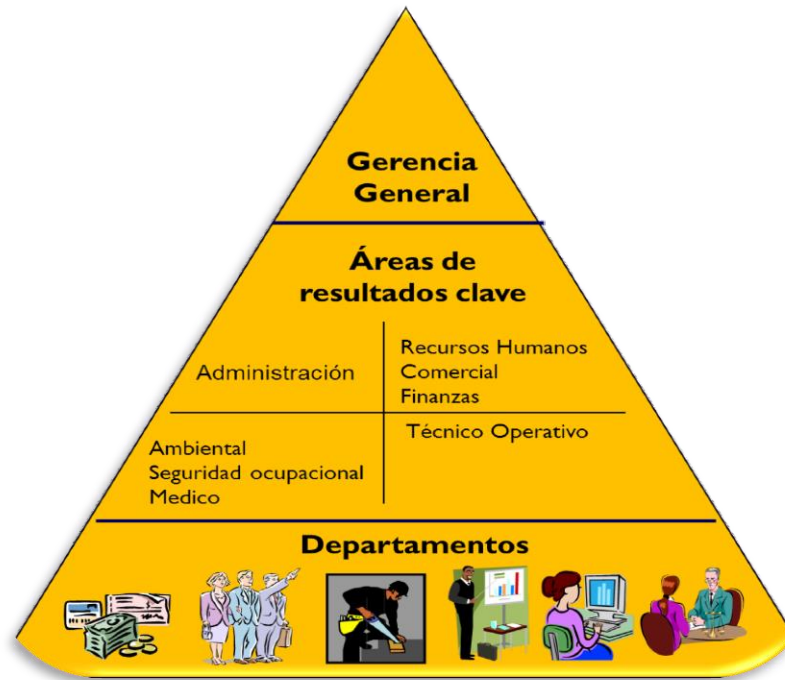 Gerencia
General
Áreas de
resultados clave
Administración
Recursos Humanos
Comercial
Finanzas
Ambiental
Seguridad ocupacional
Medico
Técnico Operativo
Departamentos